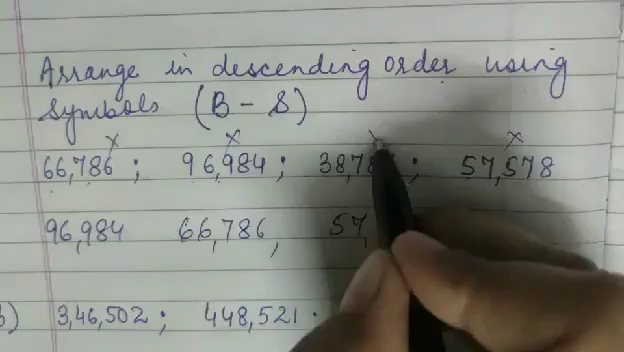 Arrange in descending order using
symbols (B - S)
x x x
66,786 ; 96,984 ; 38,78 ; 57,578
96,984 66,786, 57,
3,46,502 ; 448,521